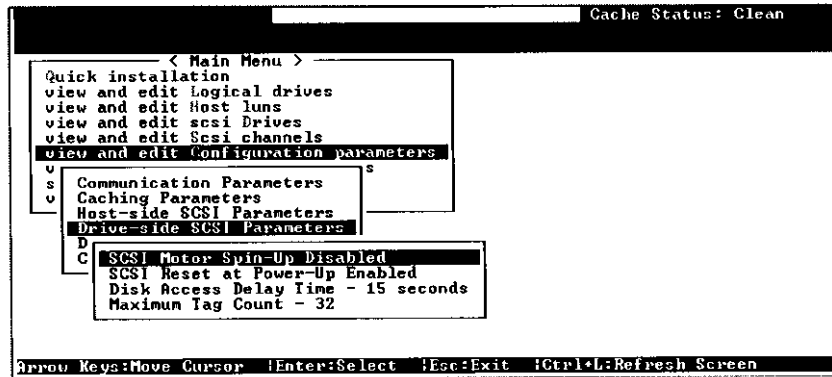 Cache Status: Clean
< Main Menu >
Quick installation
view and edit Logical drives
view and edit Host luns
view and edit scsi Drives
view and edit Scsi channels
view and edit Configuration parameters
v s
s Communication Parameters
v Caching Parameters
Host-side SCSI Parameters
Drive-side SCSI Parameters
D
C SCSI Motor Spin-Up Disabled
SCSI Reset at Power-Up Enabled
Disk Access Delay Time - 15 seconds
Maximum Tag Count - 32
Arrow Keys:Move Cursor |Enter:Select |Esc:Exit |Ctrl+L:Refresh Screen